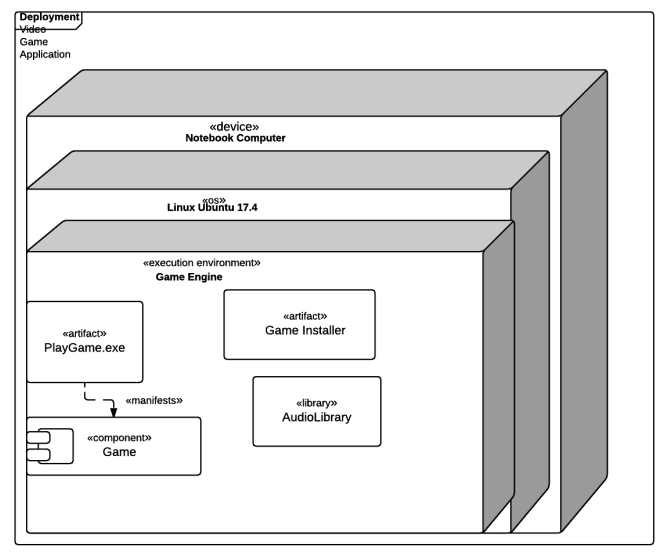 Deployment
Video
Game
Application
«device»
Notebook Computer
«os»
Linux Ubuntu 17.4
«execution environment»
Game Engine
«artifact»
PlayGame.exe
«artifact»
Game Installer
«manifests»
«library»
AudioLibrary
«component»
Game